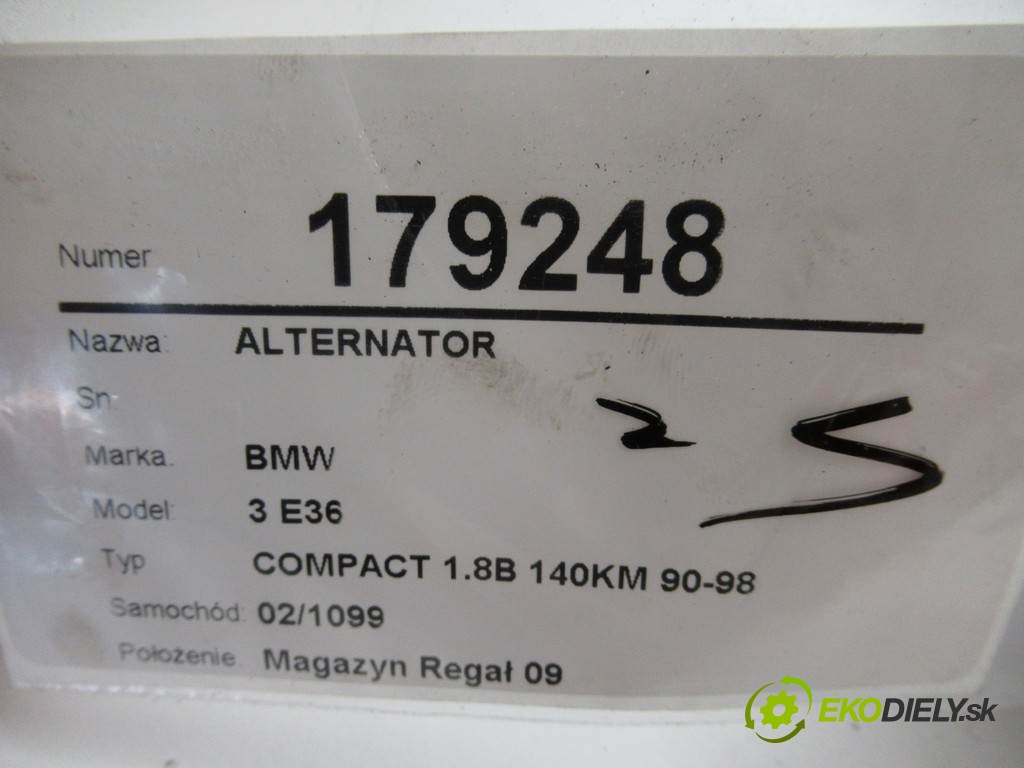 Numer 179248
Nazwa: ALTERNATOR
Sn:
Marka: BMW
Model: 3 E36
Typ COMPACT 1.8B 140KM 90-98
Samochód: 02/1099
Położenie Magazyn Regał 09
2 S
EKODIELY.sk